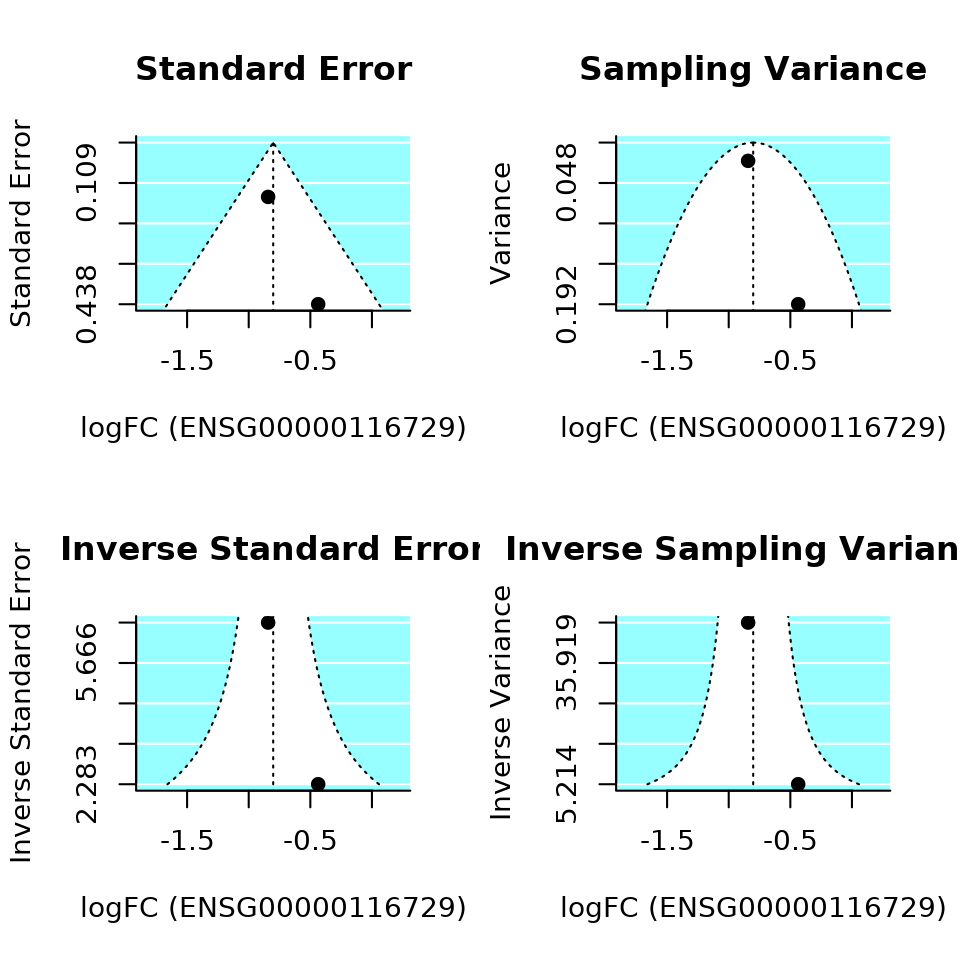 Standard Error
Standard Error
0.109
0.438
-1.5 -0.5
logFC (ENSG00000116729)
Sampling Variance
Variance
0.048
0.192
-1.5 -0.5
logFC (ENSG00000116729)
Inverse Standard Error
Inverse Standard Error
5.666
2.283
-1.5 -0.5
logFC (ENSG00000116729)
Inverse Sampling Varian
Inverse Variance
35.919
5.214
-1.5 -0.5
logFC (ENSG00000116729)